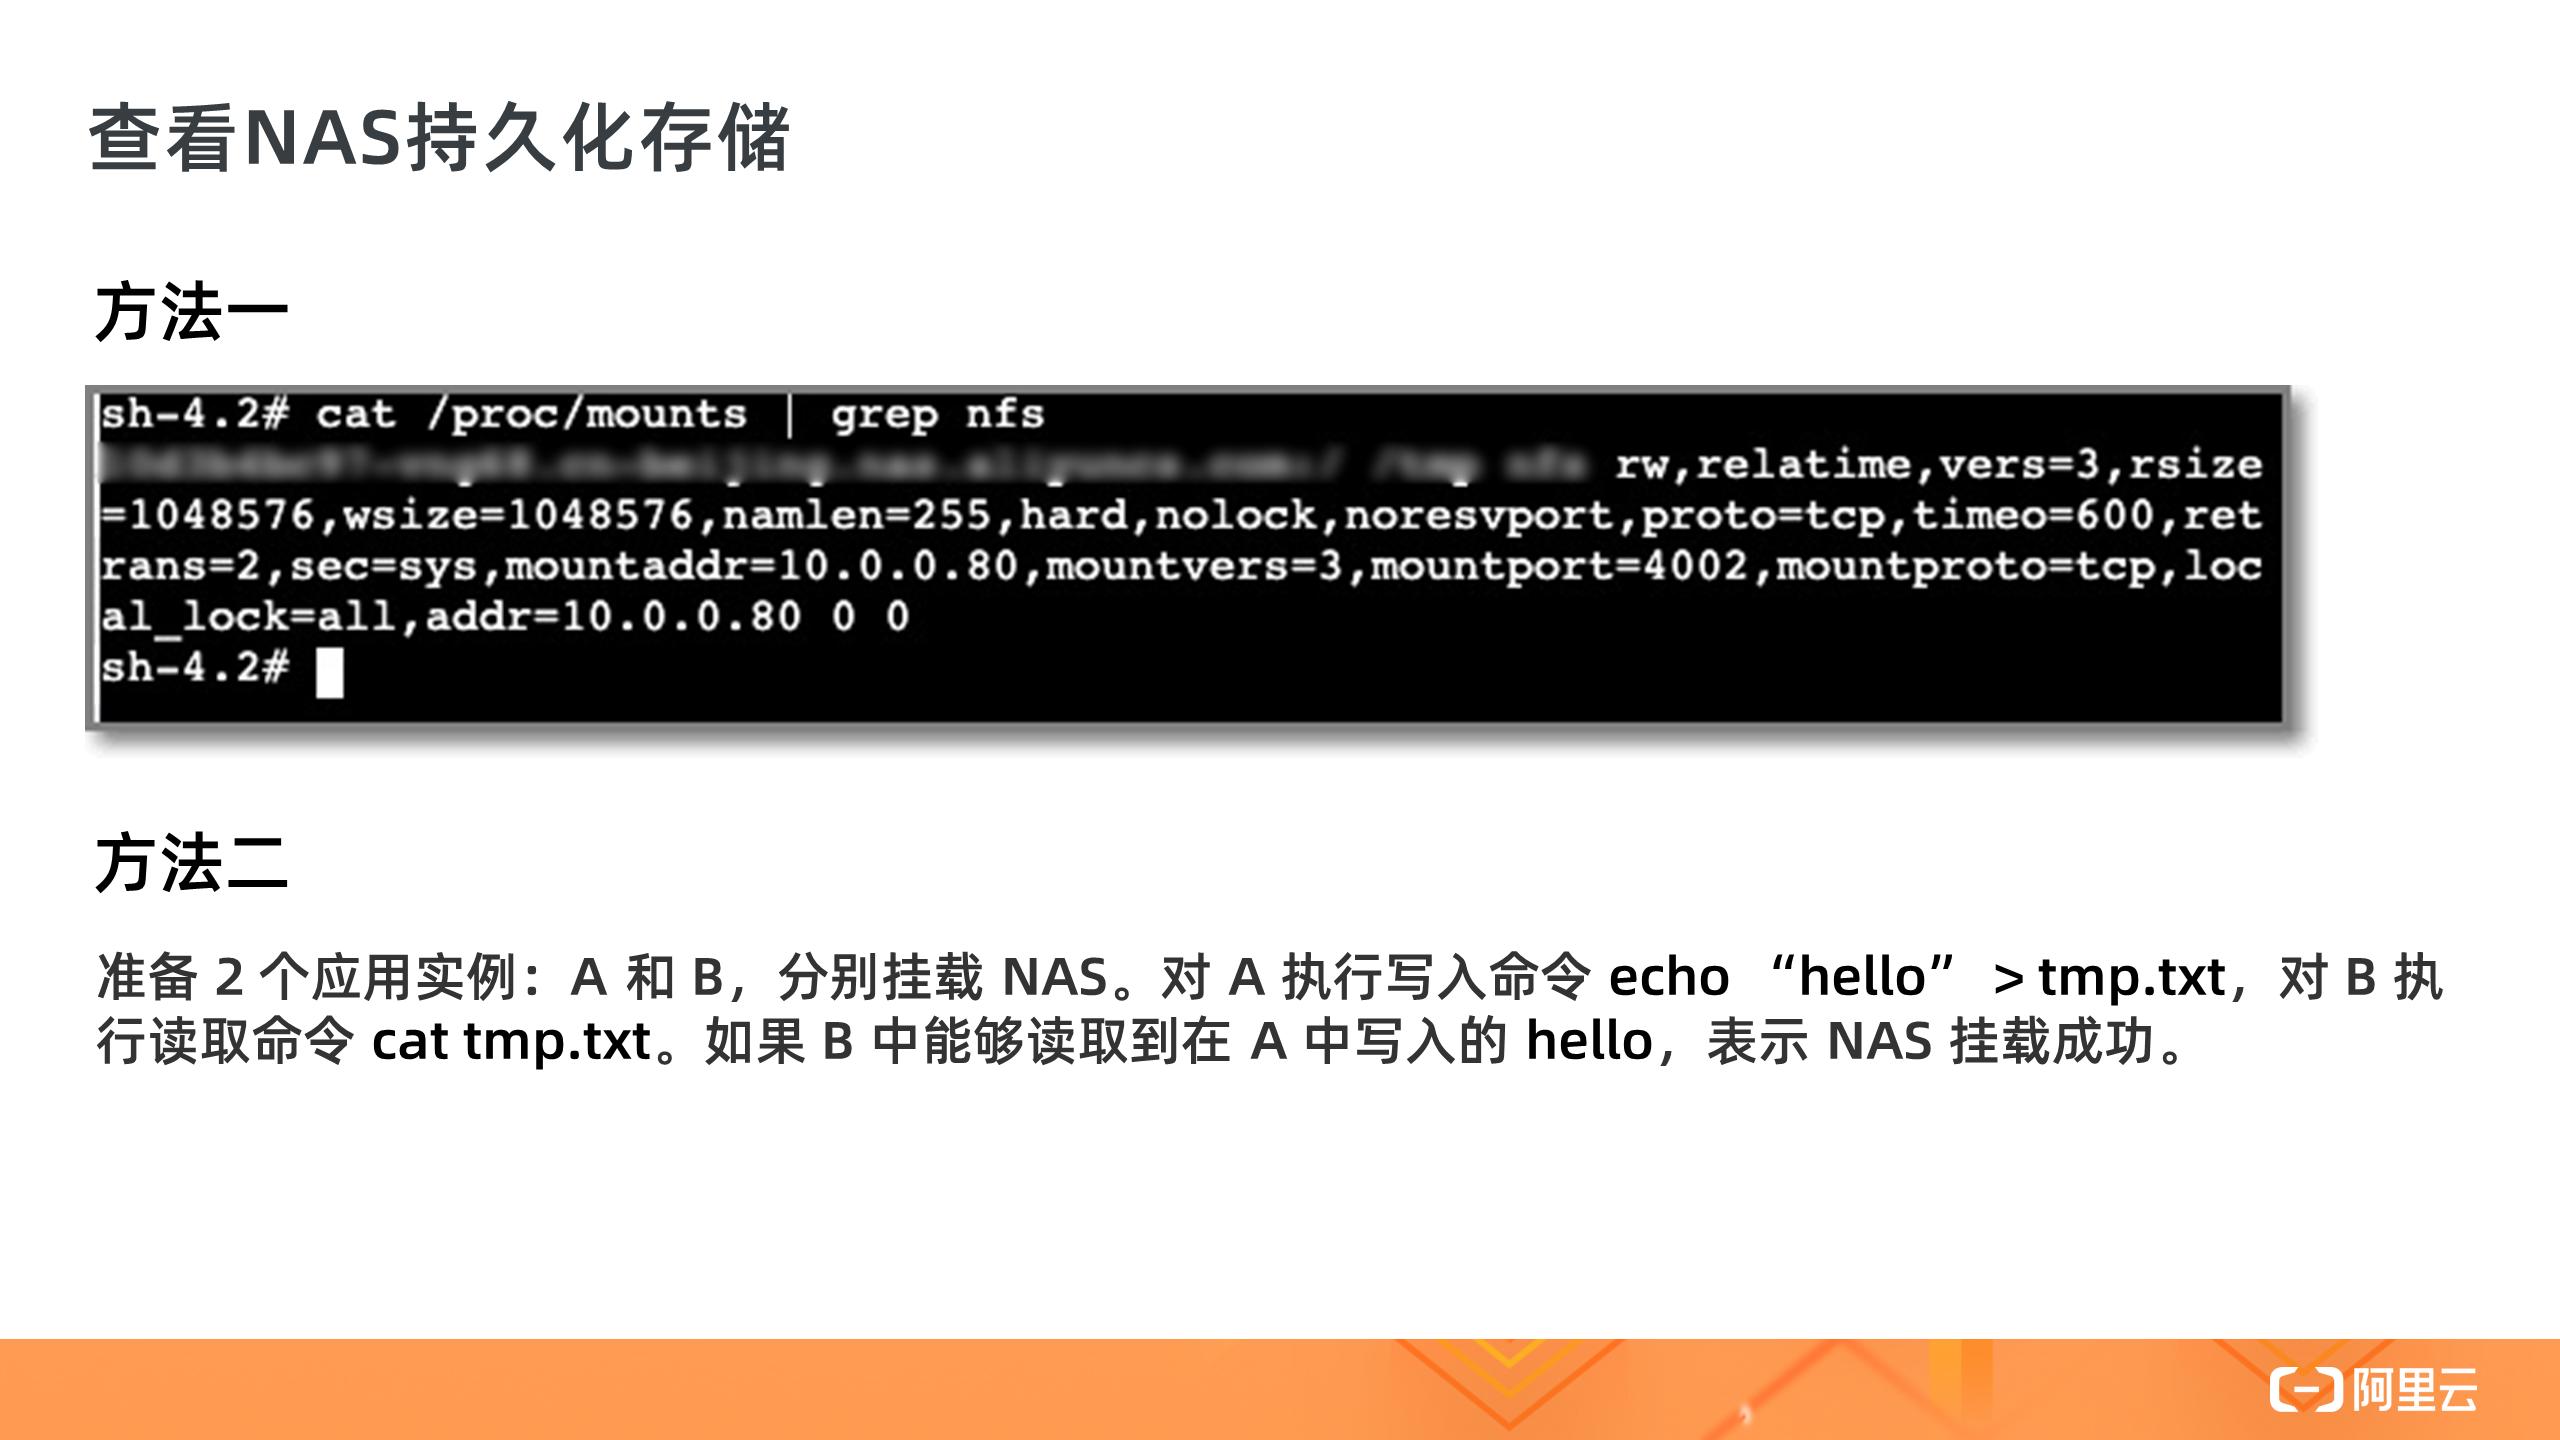 查看NAS持久化存储
方法一
sh-4.2# cat /proc/mounts | grep nfs
rw,relatime,vers=3,rsize
=1048576,wsize=1048576,namlen=255,hard,nolock,noresvport,proto=tcp,timeo=600,ret
rans=2,sec=sys,mountaddr=10.0.0.80,mountvers=3,mountport=4002,mountproto=tcp,loc
al_lock=all,addr=10.0.0.80 0 0
sh-4.2#
方法二
准备 2 个应用实例：A 和 B，分别挂载 NAS。对 A 执行写入命令 echo “hello” > tmp.txt，对 B 执
行读取命令 cat tmp.txt。如果 B 中能够读取到在 A 中写入的 hello，表示 NAS 挂载成功。
阿里云